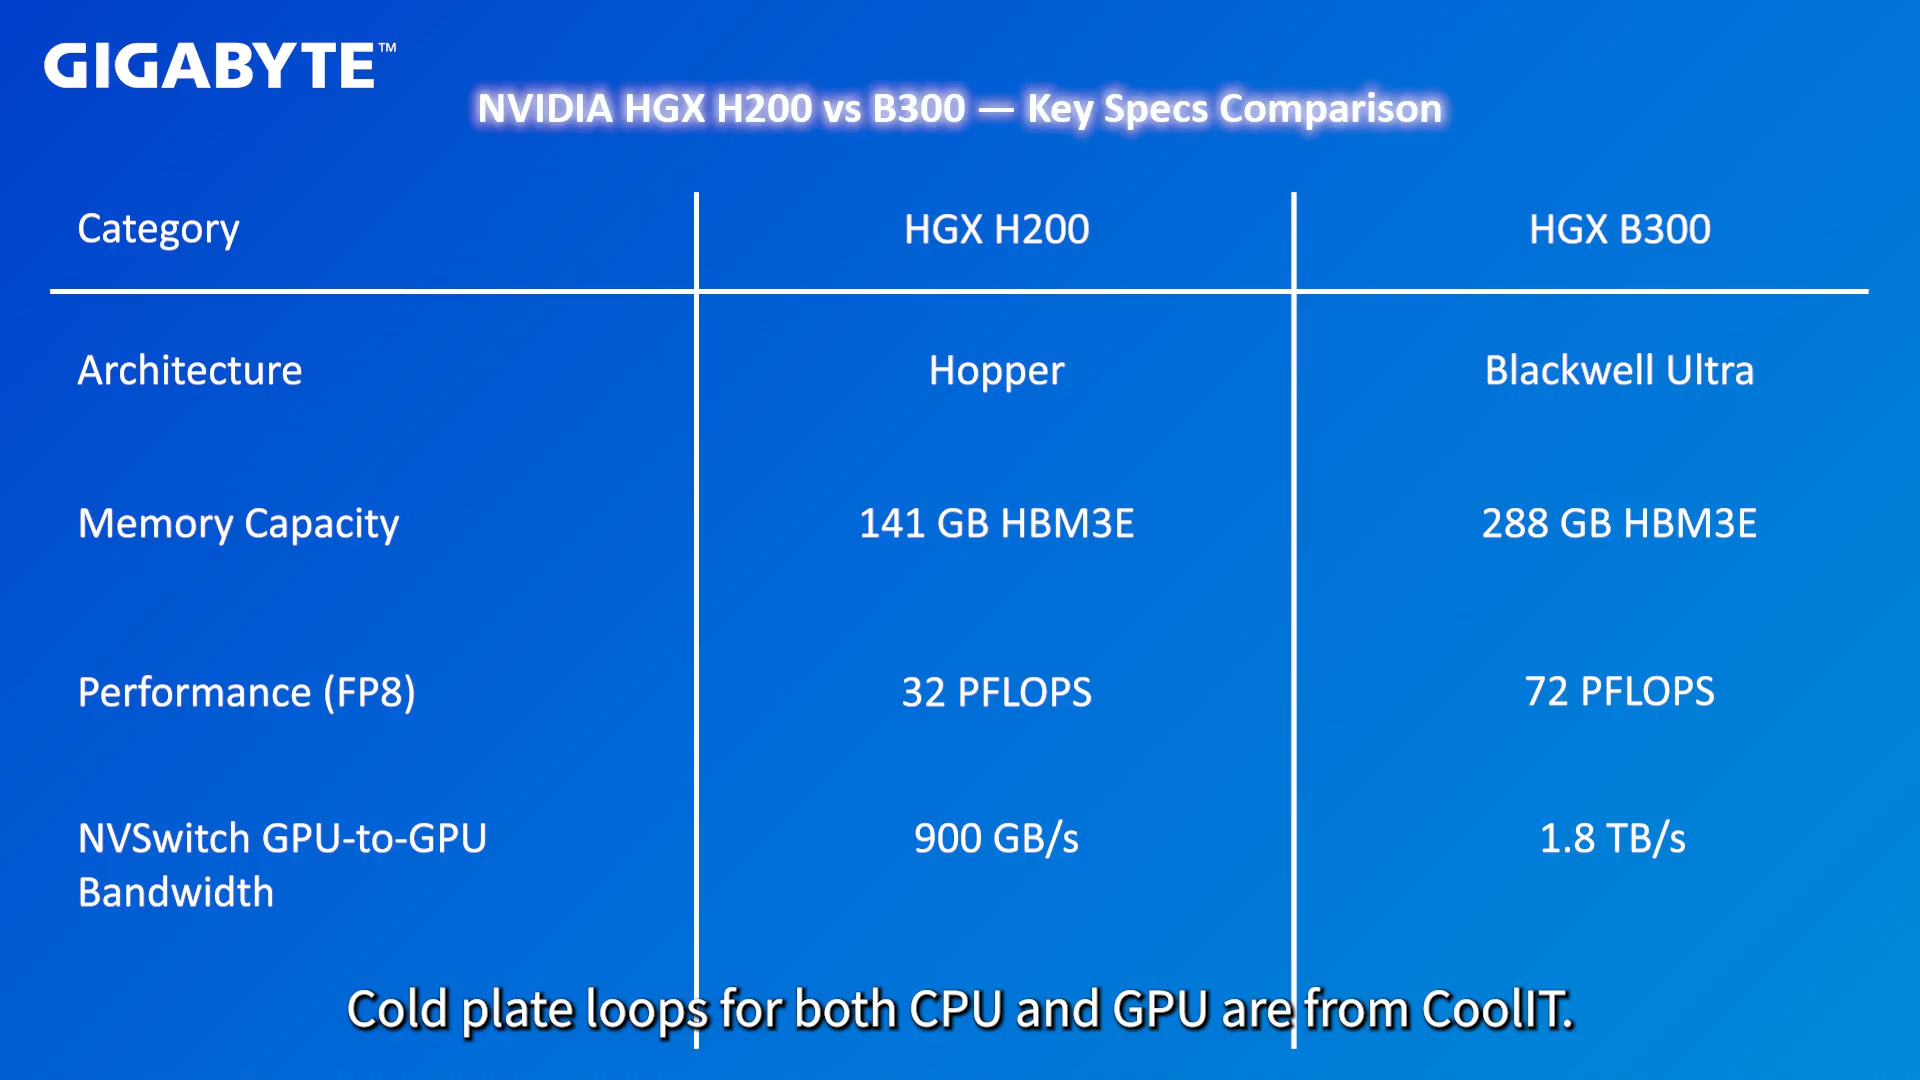 GIGABYTE™
NVIDIA HGX H200 vs B300 — Key Specs Comparison
Category HGX H200 HGX B300
Architecture Hopper Blackwell Ultra
Memory Capacity 141 GB HBM3E 288 GB HBM3E
Performance (FP8) 32 PFLOPS 72 PFLOPS
NVSwitch GPU-to-GPU 900 GB/s 1.8 TB/s
Bandwidth
Cold plate loops for both CPU and GPU are from CoolIT.